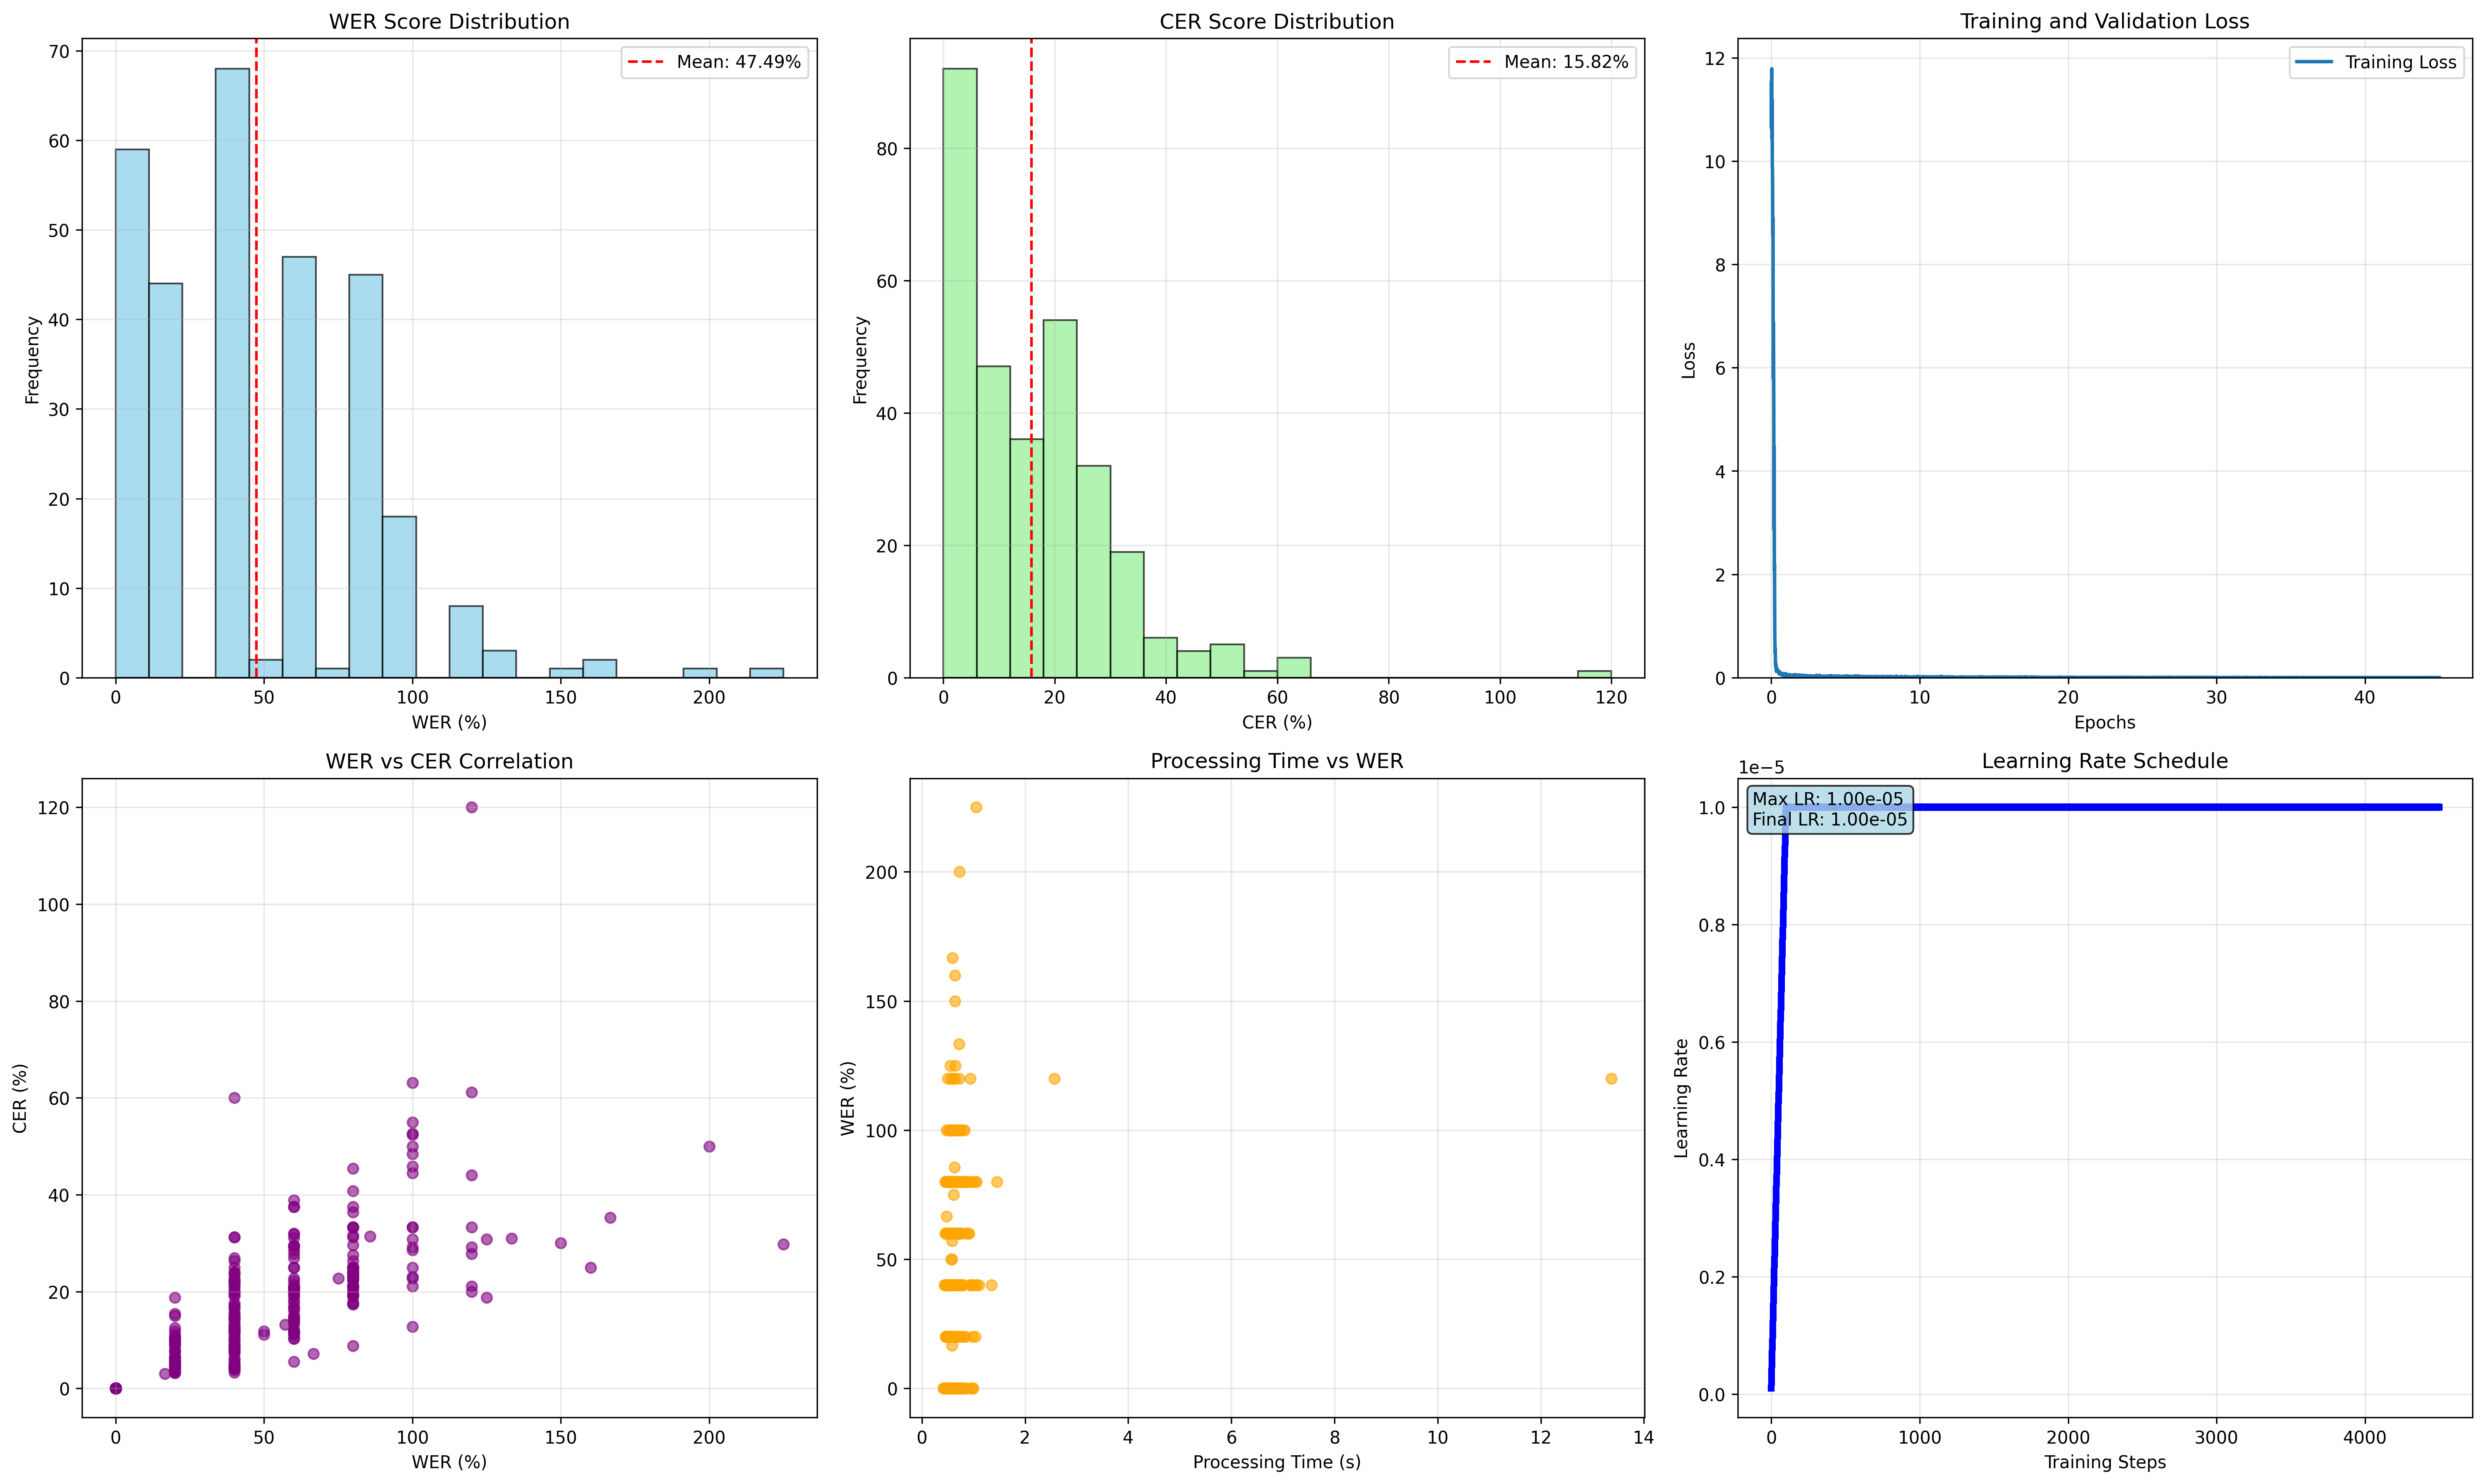 WER Score Distribution
Mean: 47.49%
70
60
50
40
30
20
10
0
Frequency
0 50 100 150 200
WER (%)
CER Score Distribution
Mean: 15.82%
80
60
40
20
0
Frequency
0 20 40 60 80 100 120
CER (%)
Training and Validation Loss
Training Loss
12
10
8
6
4
2
0
Loss
0 10 20 30 40
Epochs
WER vs CER Correlation
120
100
80
60
40
20
0
CER (%)
0 50 100 150 200
WER (%)
Processing Time vs WER
200
150
100
50
0
WER (%)
0 2 4 6 8 10 12 14
Processing Time (s)
Learning Rate Schedule
1e−5
Max LR: 1.00e-05
Final LR: 1.00e-05
1.0
0.8
0.6
0.4
0.2
0.0
Learning Rate
0 1000 2000 3000 4000
Training Steps